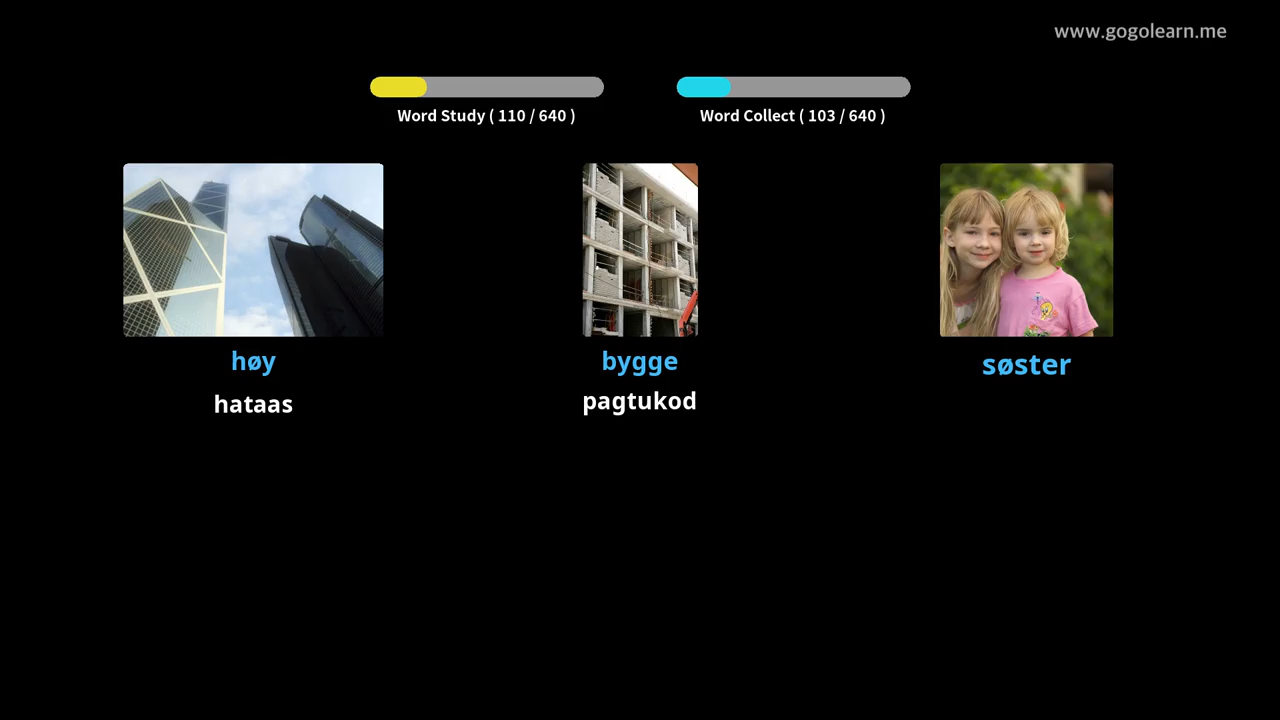 www.gogolearn.me
Word Study ( 110 / 640 )
Word Collect ( 103 / 640 )
høy
bygge
søster
hataas
pagtukod